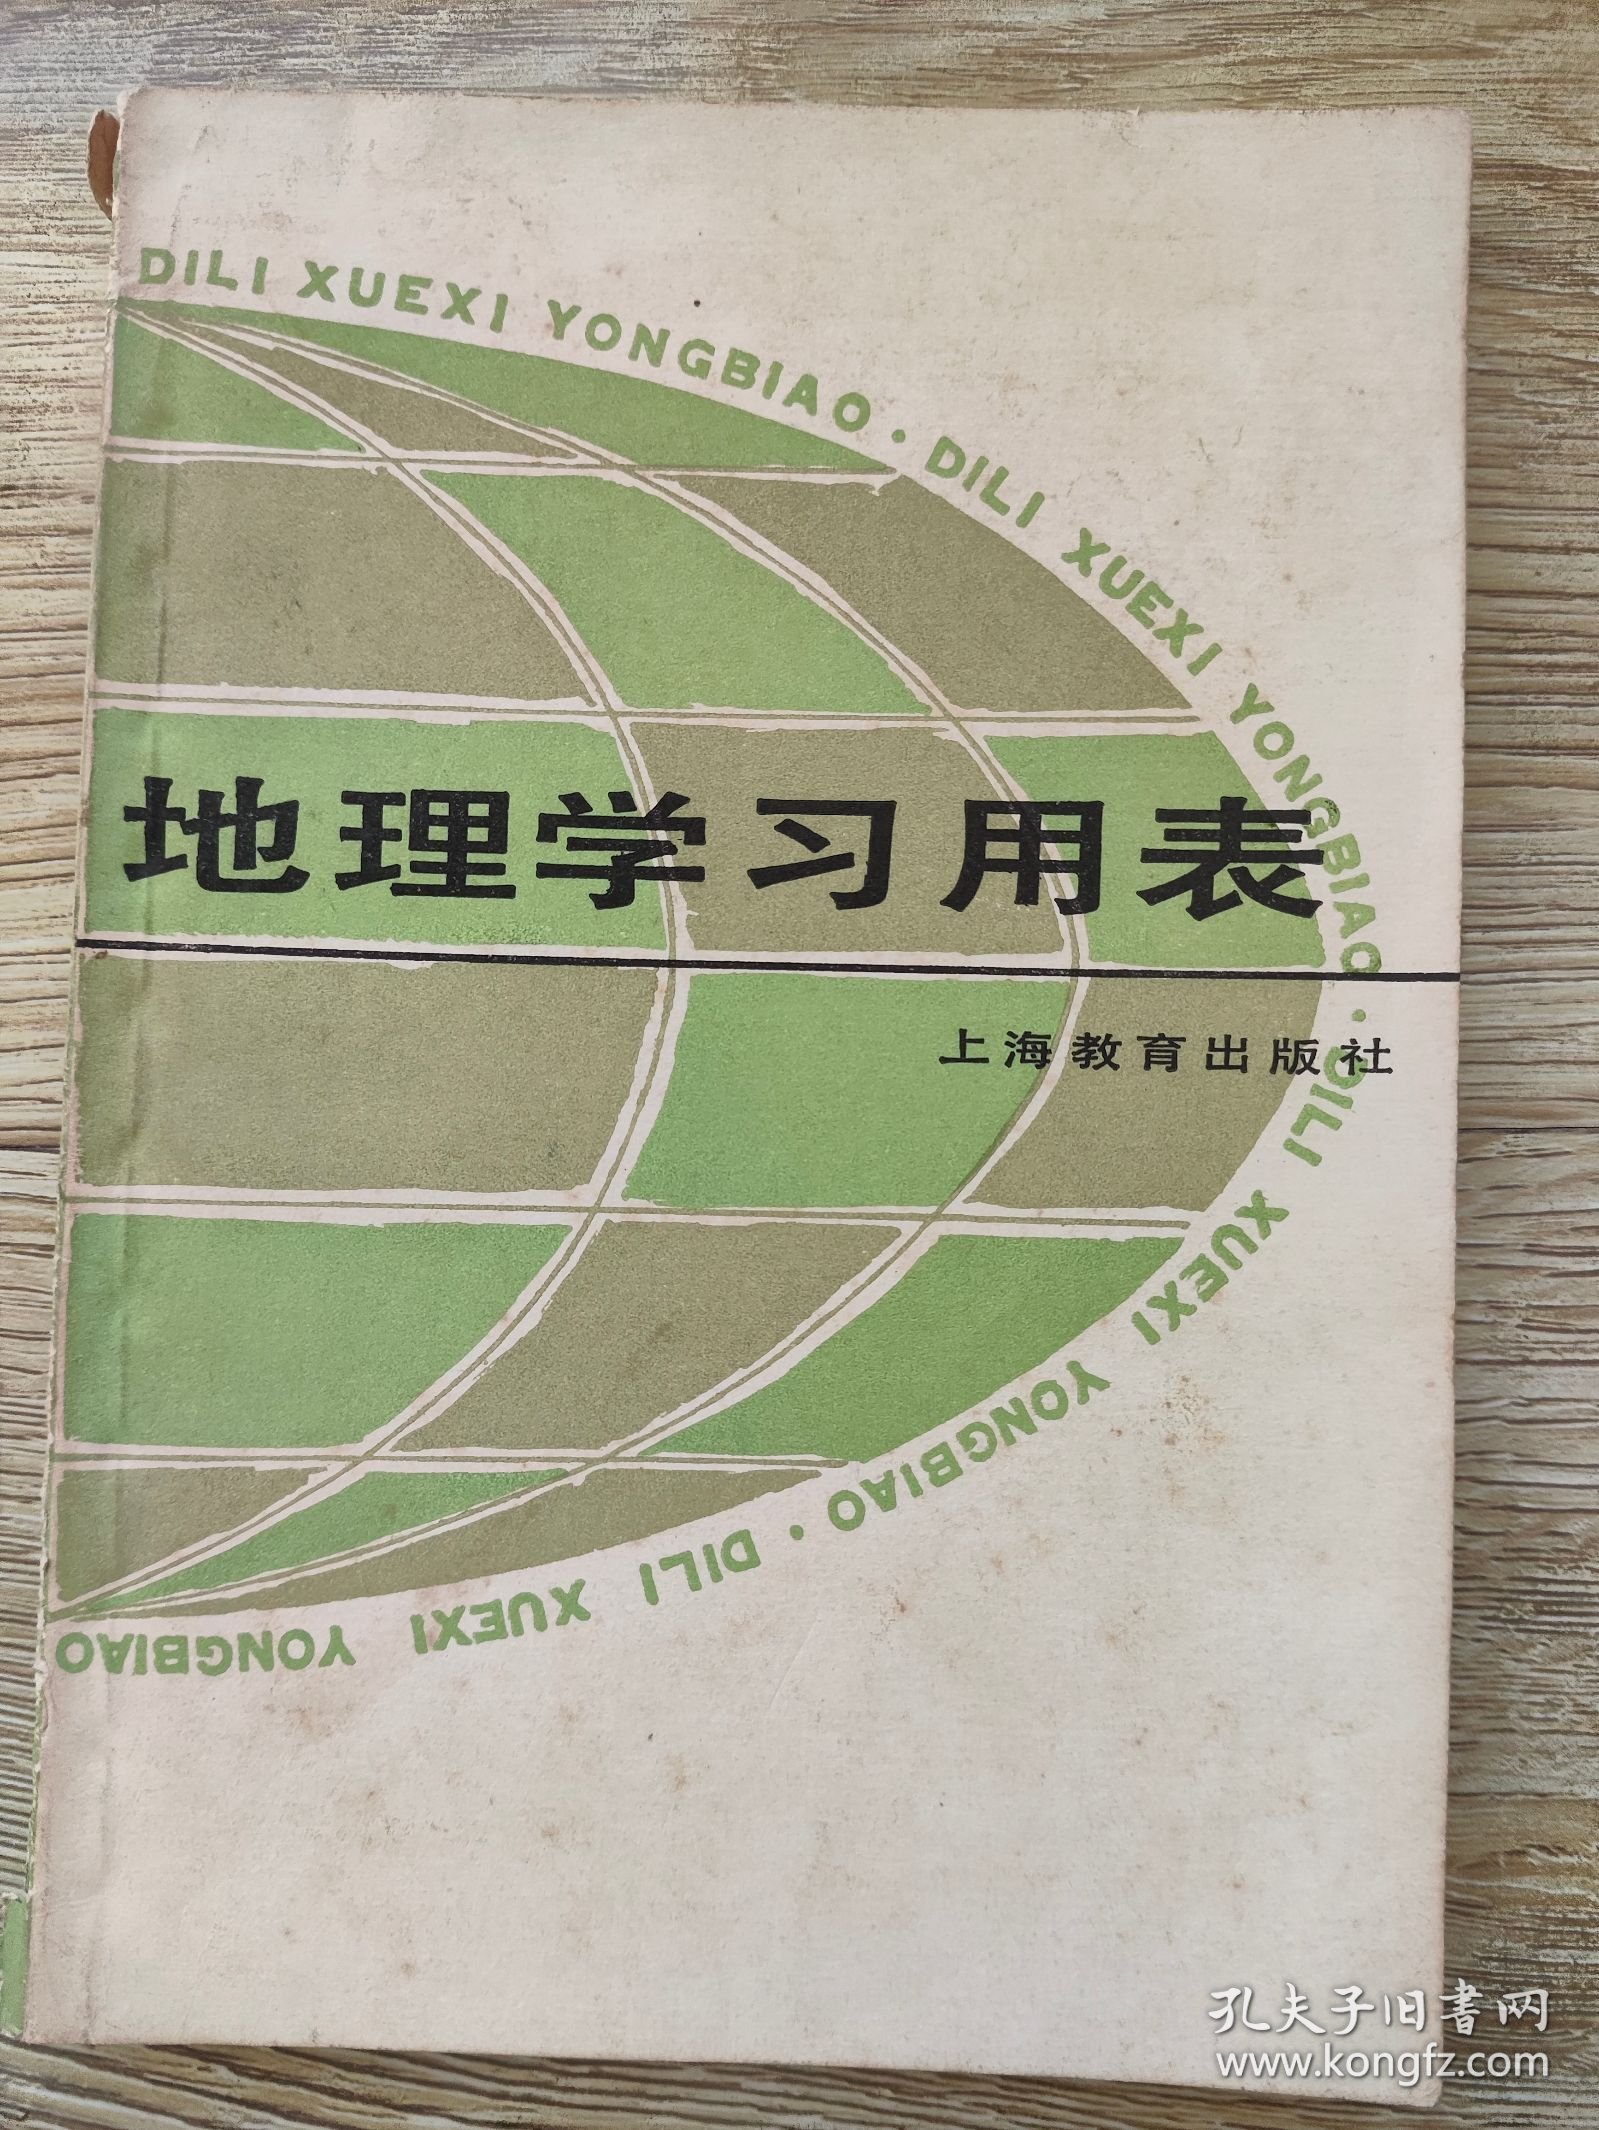 DILI XUEXI YONGBIAO · DILI XUEXI YONGBIAO · DILI XUEXI YONGBIAO · DILI XUEXI YONGBIAO
地理学习用表
上海教育出版社
孔夫子旧书网
www.kongfz.com